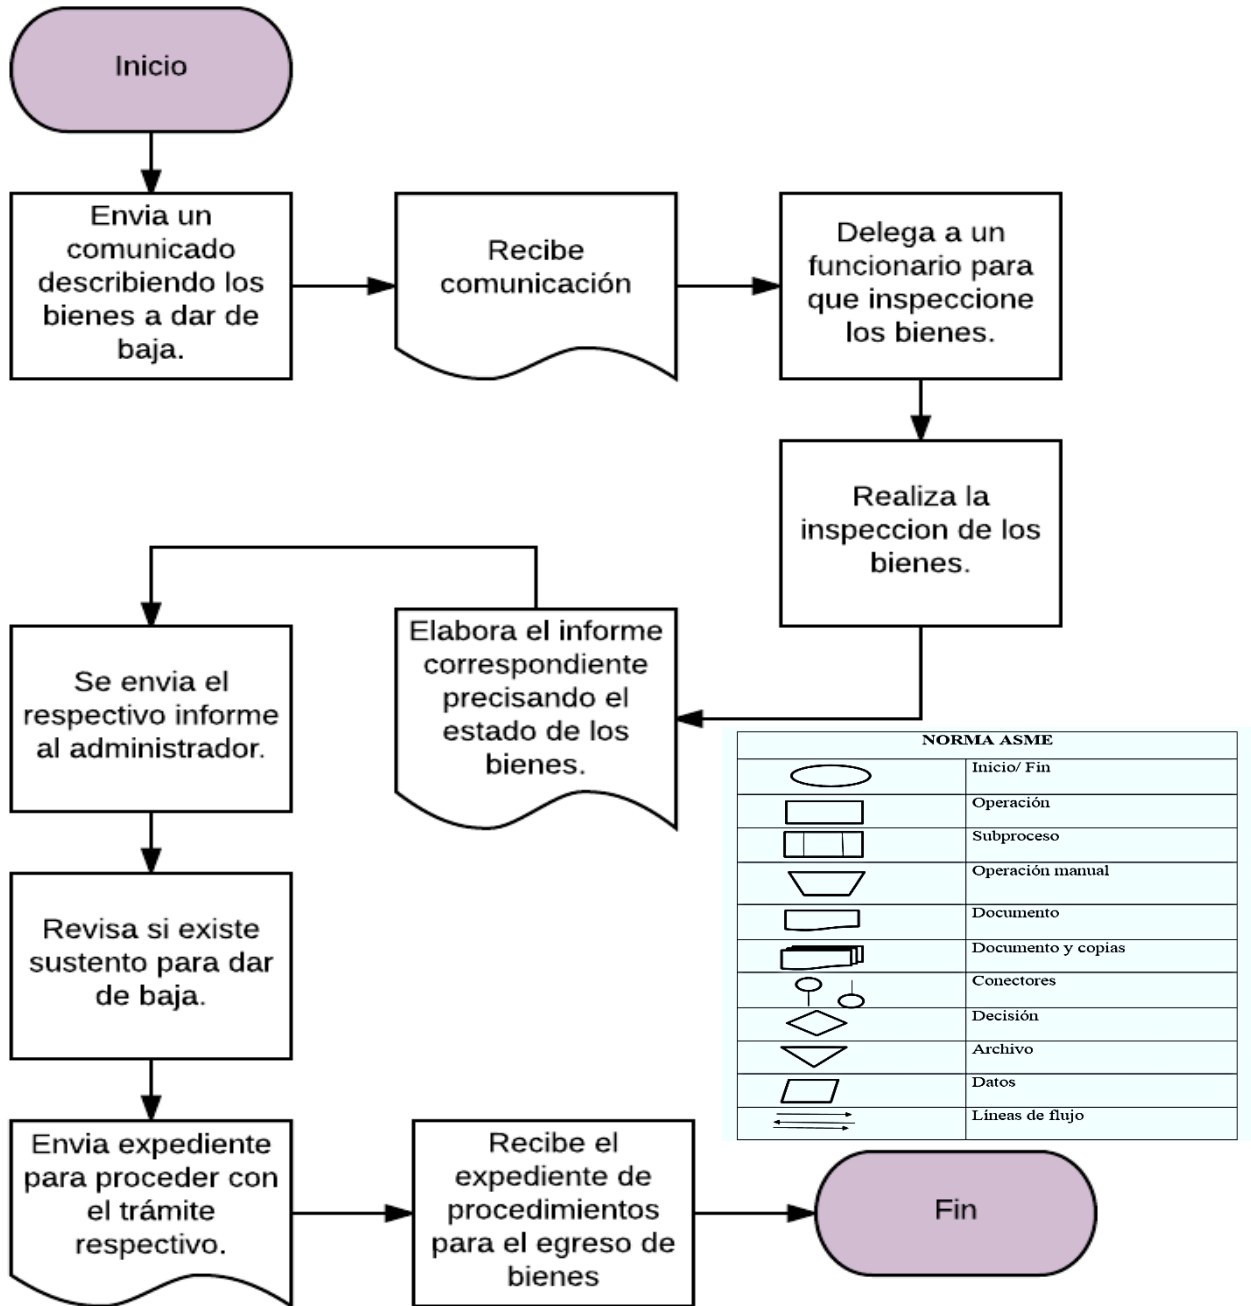 Inicio
Envia un
comunicado
describiendo los
bienes a dar de
baja.
Recibe
comunicación
Delega a un
funcionario para
que inspeccione
los bienes.
Realiza la
inspeccion de los
bienes.
Elabora el informe
correspondiente
precisando el
estado de los
bienes.
Se envia el
respectivo informe
al administrador.
Revisa si existe
sustento para dar
de baja.
Envia expediente
para proceder con
el trámite
respectivo.
Recibe el
expediente de
procedimientos
para el egreso de
bienes
Fin
NORMA ASME
Inicio/ Fin
Operación
Subproceso
Operación manual
Documento
Documento y copias
Conectores
Decisión
Archivo
Datos
Líneas de flujo